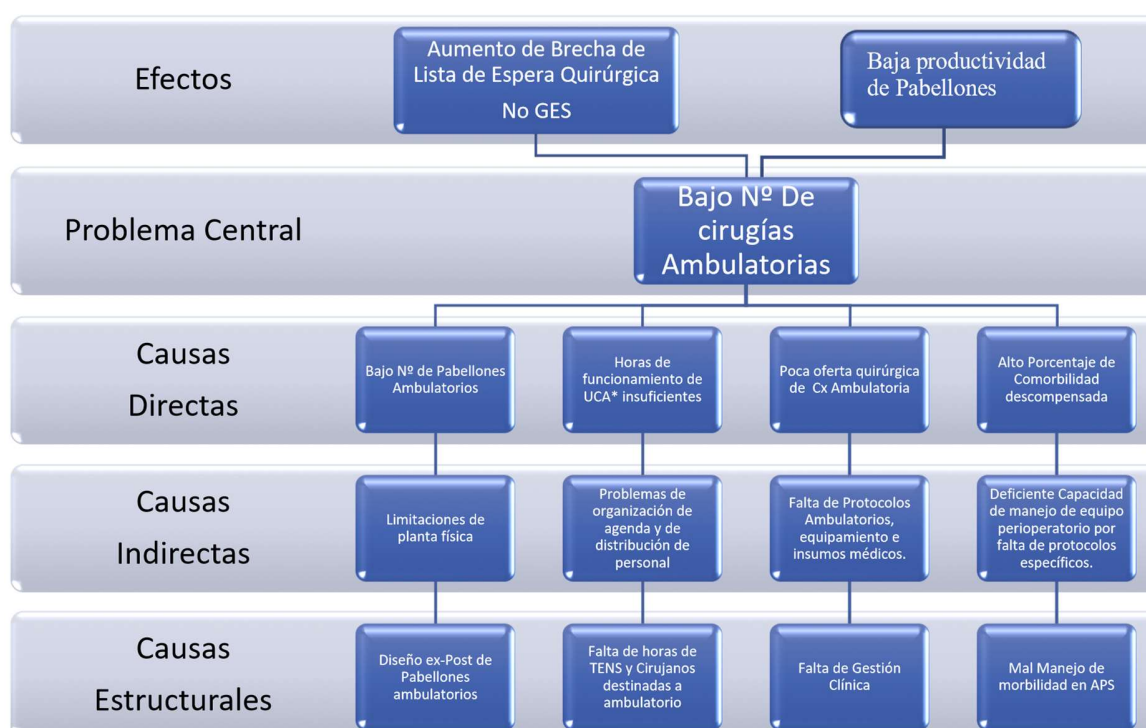 Efectos
Aumento de Brecha de
Lista de Espera Quirúrgica
No GES
Baja productividad
de Pabellones
Problema Central
Bajo Nº De
cirugías
Ambulatorias
Causas
Directas
Bajo Nº de Pabellones
Ambulatorios
Horas de
funcionamiento de
UCA* insuficientes
Poca oferta quirúrgica
de Cx Ambulatoria
Alto Porcentaje de
Comorbilidad
descompensada
Causas
Indirectas
Limitaciones de
planta física
Problemas de
organización de
agenda y de
distribución de
personal
Falta de Protocolos
Ambulatorios,
equipamiento e
insumos médicos.
Deficiente Capacidad
de manejo de equipo
perioperatorio por
falta de protocolos
específicos.
Causas
Estructurales
Diseño ex-Post de
Pabellones
ambulatorios
Falta de horas de
TENS y Cirujanos
destinadas a
ambulatorio
Falta de Gestión
Clínica
Mal Manejo de
morbilidad en APS